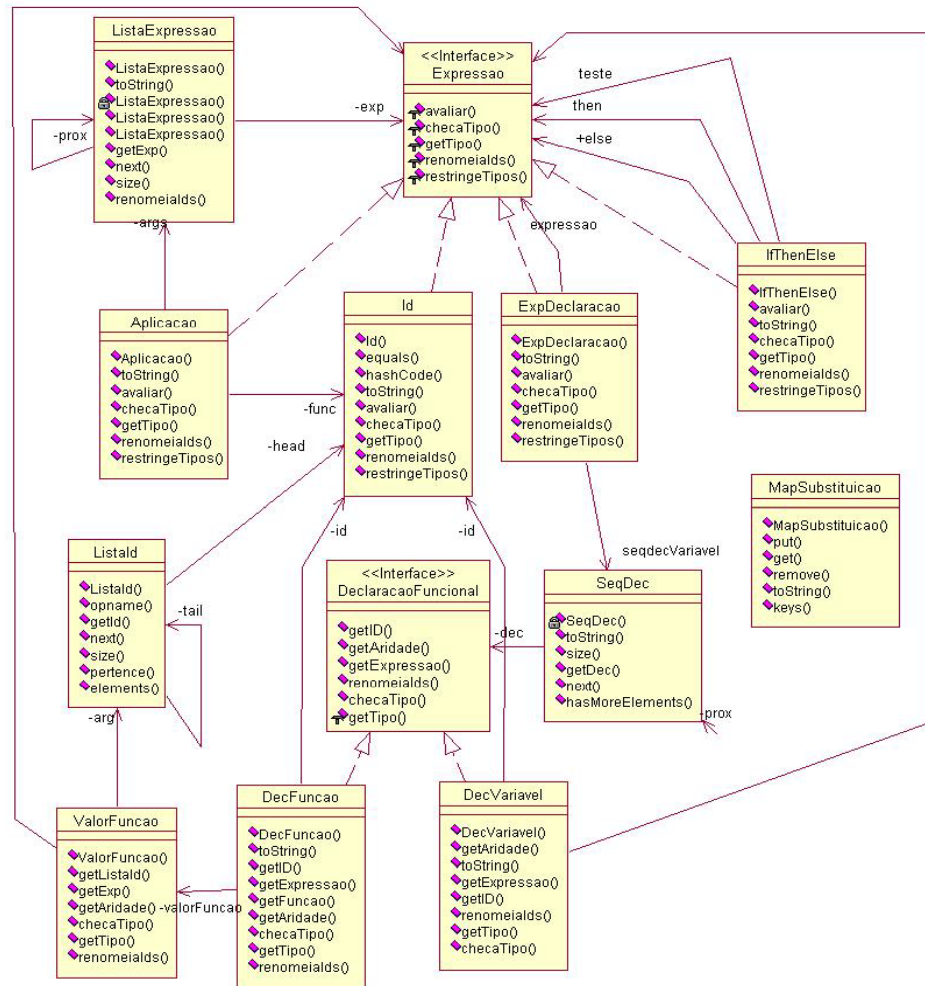 ListaExpressao
ListaExpressao()
toString()
ListaExpressao()
ListaExpressao()
ListaExpressao()
getExp()
next()
size()
renomeiaIds()
-prox
-exp
<<Interface>>
Expressao
avaliar()
checaTipo()
getTipo()
renomeiaIds()
restringeTipos()
teste
then
+else
-args
expressao
Aplicacao
Aplicacao()
toString()
avaliar()
checaTipo()
getTipo()
renomeiaIds()
restringeTipos()
-func
-head
Id
Id()
equals()
hashCode()
toString()
avaliar()
checaTipo()
getTipo()
renomeiaIds()
restringeTipos()
ExpDeclaracao
ExpDeclaracao()
toString()
avaliar()
checaTipo()
getTipo()
renomeiaIds()
restringeTipos()
IfThenElse
IfThenElse()
avaliar()
toString()
checaTipo()
getTipo()
renomeiaIds()
restringeTipos()
MapSubstituicao
MapSubstituicao()
put()
get()
remove()
toString()
keys()
-id
-id
seqdecVariavel
ListaId
ListaId()
opname()
getId()
next()
size()
pertence()
elements()
-tail
-arg
<<Interface>>
DeclaracaoFuncional
getID()
getAridade()
getExpressao()
renomeiaIds()
checaTipo()
getTipo()
-dec
SeqDec
SeqDec()
toString()
size()
getDec()
next()
hasMoreElements()
-prox
ValorFuncao
ValorFuncao()
getListaId()
getExp()
getAridade()
checaTipo()
getTipo()
renomeiaIds()
-valorFuncao
DecFuncao
DecFuncao()
toString()
getID()
getExpressao()
getFuncao()
getAridade()
checaTipo()
getTipo()
renomeiaIds()
DecVariavel
DecVariavel()
getAridade()
toString()
getExpressao()
getID()
renomeiaIds()
getTipo()
checaTipo()